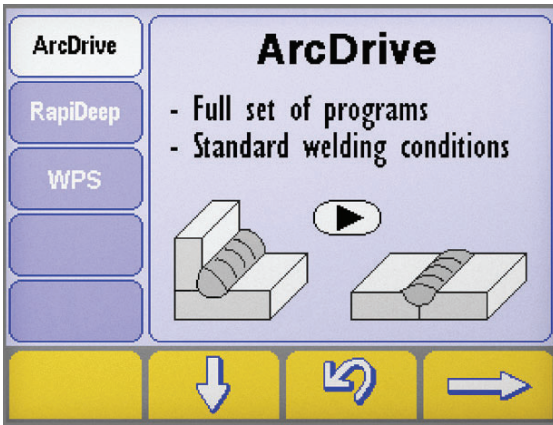 ArcDrive
RapiDeep
WPS
ArcDrive
- Full set of programs
- Standard welding conditions